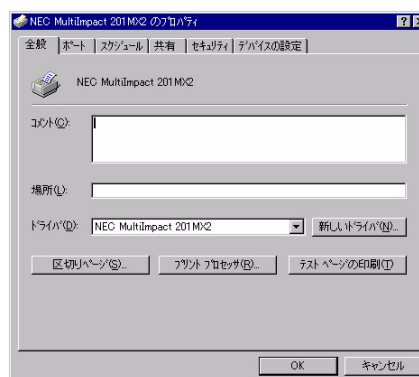 NEC MultiImpact 201MX2 のﾌﾟﾛﾊﾟﾃｨ
全般 ﾎﾟｰﾄ ｽｹｼﾞｭｰﾙ 共有 ｾｷｭﾘﾃｨ ﾃﾞﾊﾞｲｽの設定
NEC MultiImpact 201MX2
ｺﾒﾝﾄ(C):
場所(L):
ﾄﾞﾗｲﾊﾞ(D): NEC MultiImpact 201MX2 新しいﾄﾞﾗｲﾊﾞ(N)...
区切りﾍﾟｰｼﾞ(S)... ﾌﾟﾘﾝﾄ ﾌﾟﾛｾｯｻ(R)... ﾃｽﾄ ﾍﾟｰｼﾞの印刷(T)
OK ｷｬﾝｾﾙ